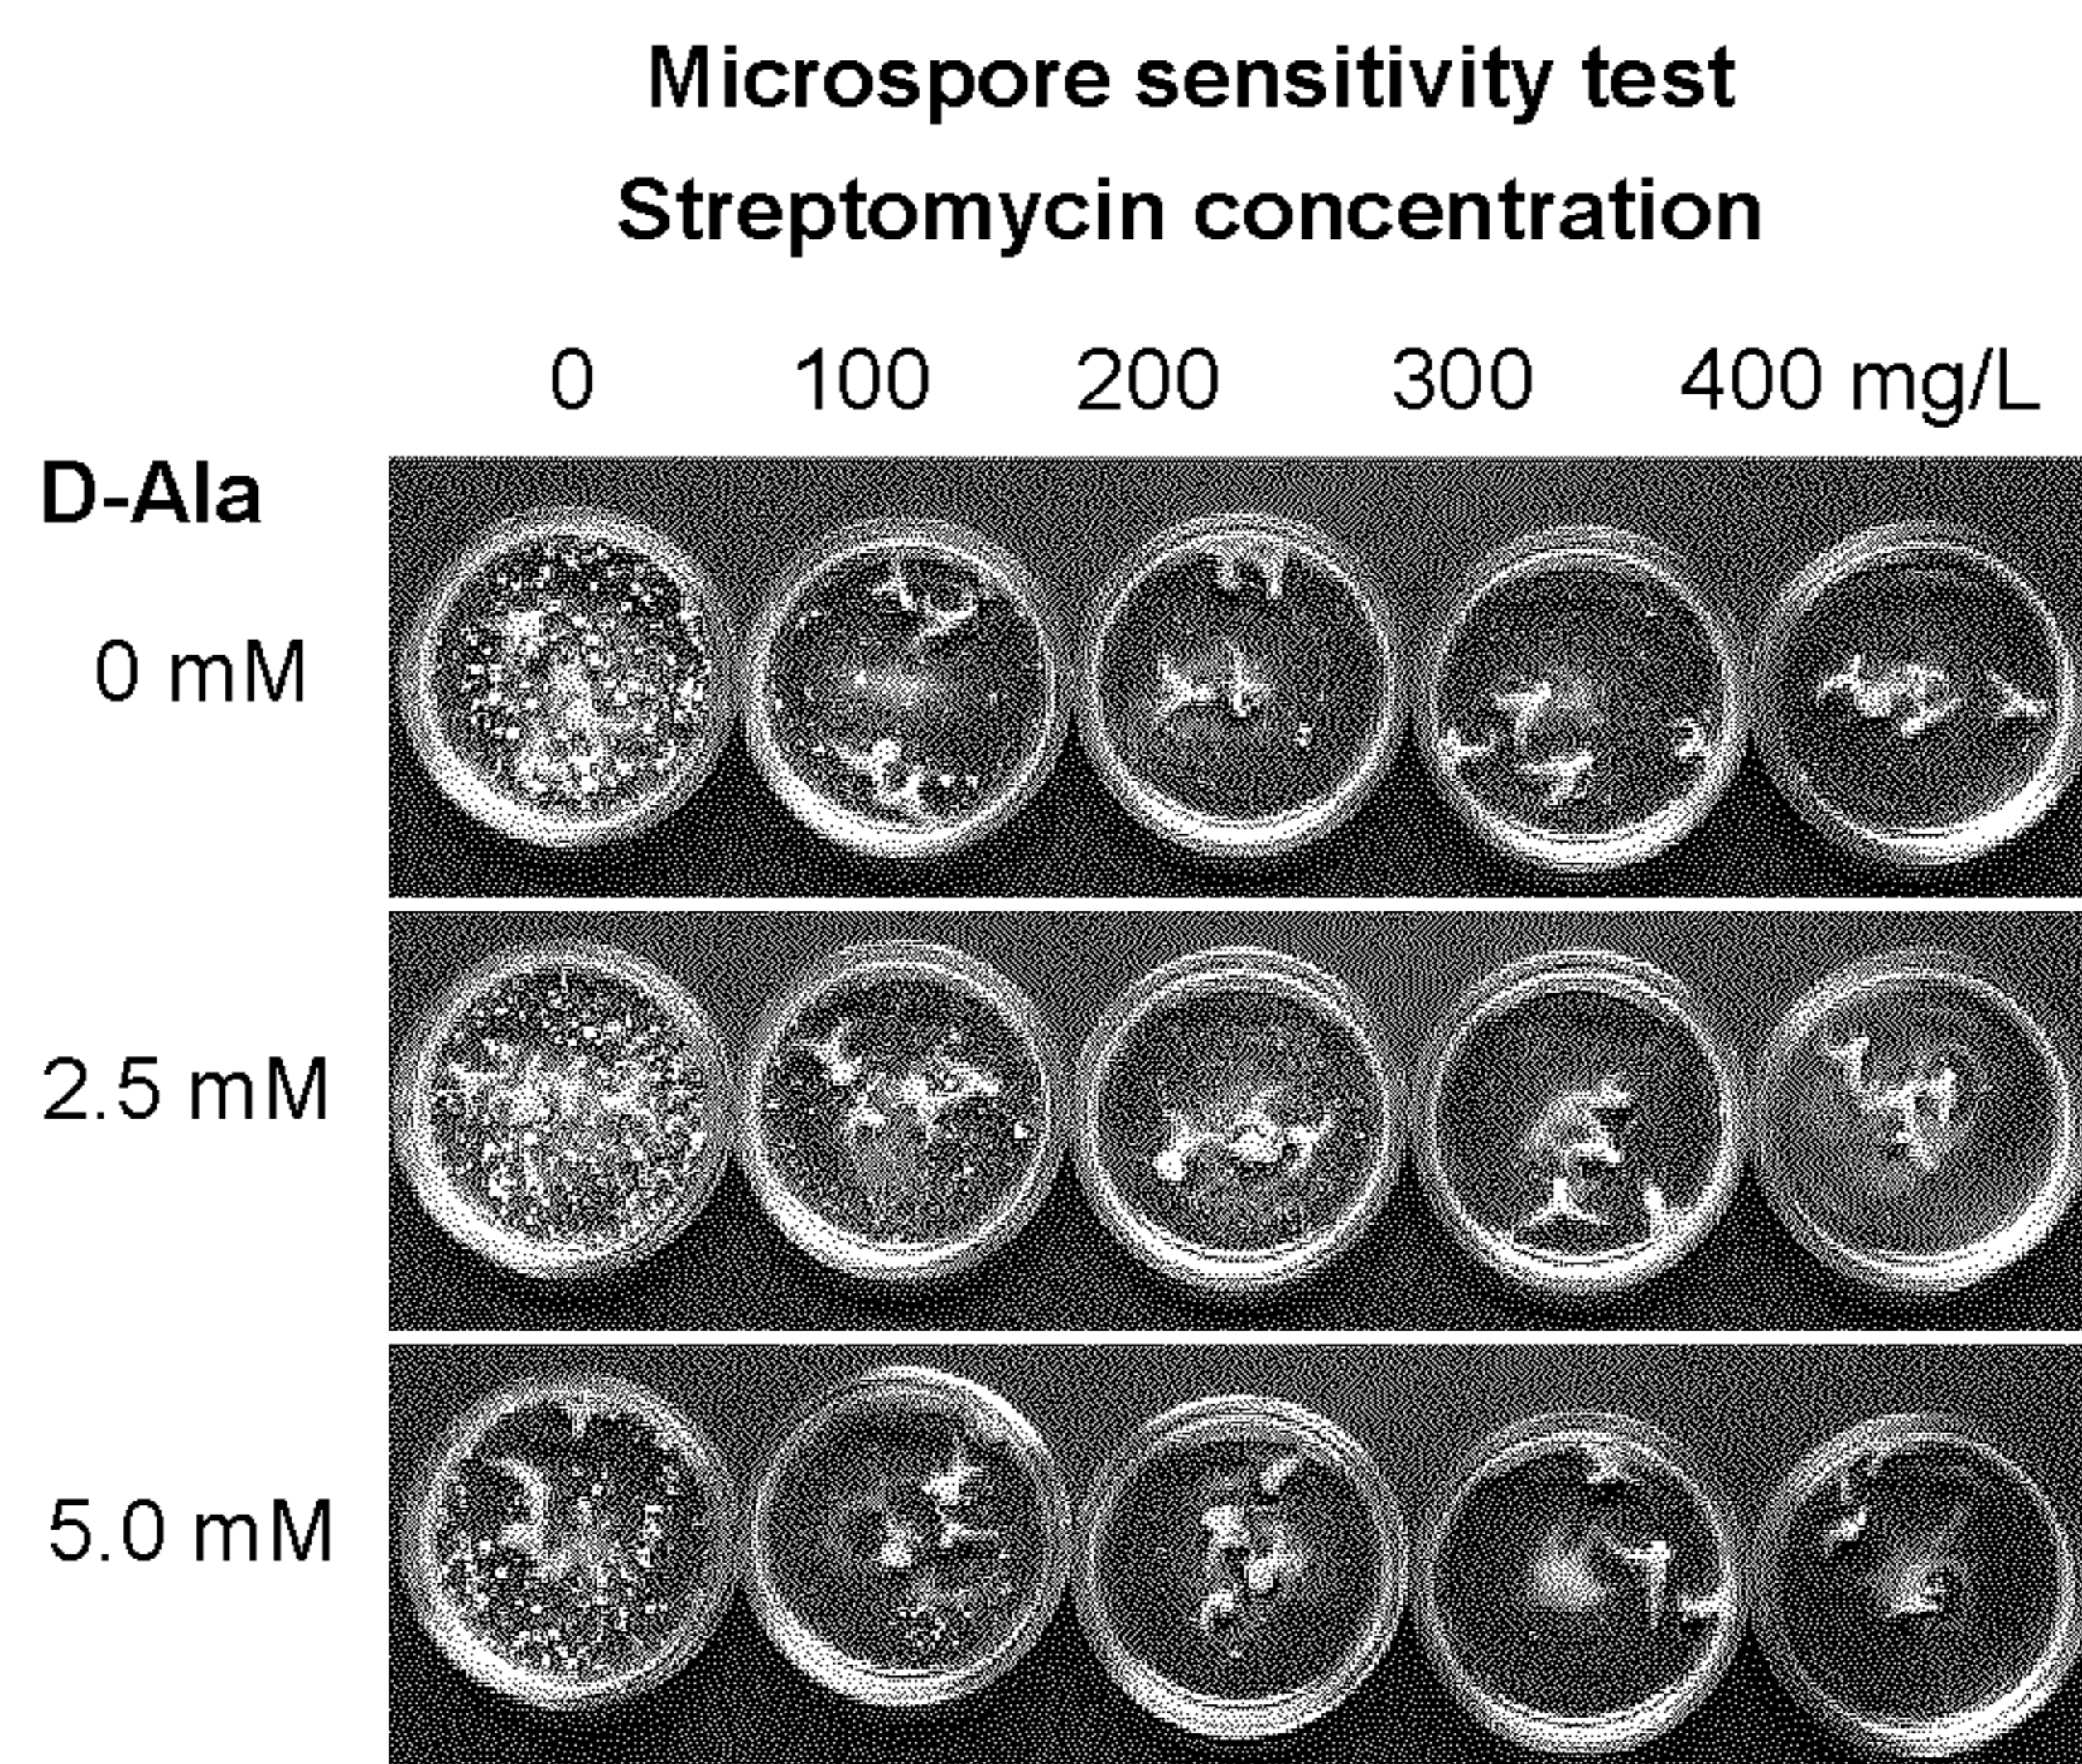 Microspore sensitivity test
Streptomycin concentration
0 100 200 300 400 mg/L
D-Ala
0 mM
2.5 mM
5.0 mM